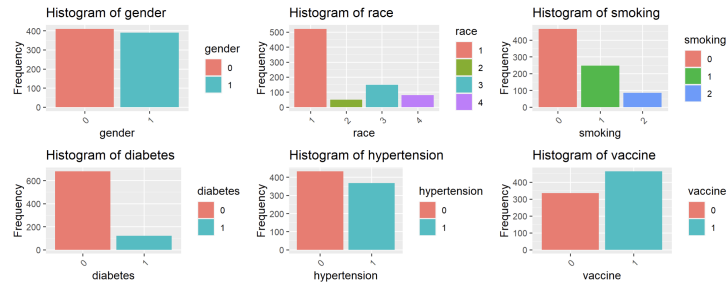 Histogram of gender
Frequency
400
300
200
100
0
0
1
gender
gender
0
1
Histogram of race
Frequency
500
400
300
200
100
0
1
2
3
4
race
race
1
2
3
4
Histogram of smoking
Frequency
400
300
200
100
0
0
1
2
smoking
smoking
0
1
2
Histogram of diabetes
Frequency
600
400
200
0
0
1
diabetes
diabetes
0
1
Histogram of hypertension
Frequency
400
300
200
100
0
0
1
hypertension
hypertension
0
1
Histogram of vaccine
Frequency
400
300
200
100
0
0
1
vaccine
vaccine
0
1